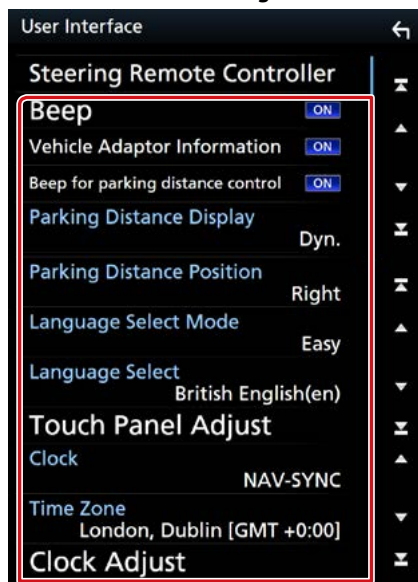 User Interface
Steering Remote Controller
Beep ON
Vehicle Adaptor Information ON
Beep for parking distance control ON
Parking Distance Display
Dyn.
Parking Distance Position
Right
Language Select Mode
Easy
Language Select
British English(en)
Touch Panel Adjust
Clock
NAV-SYNC
Time Zone
London, Dublin [GMT +0:00]
Clock Adjust